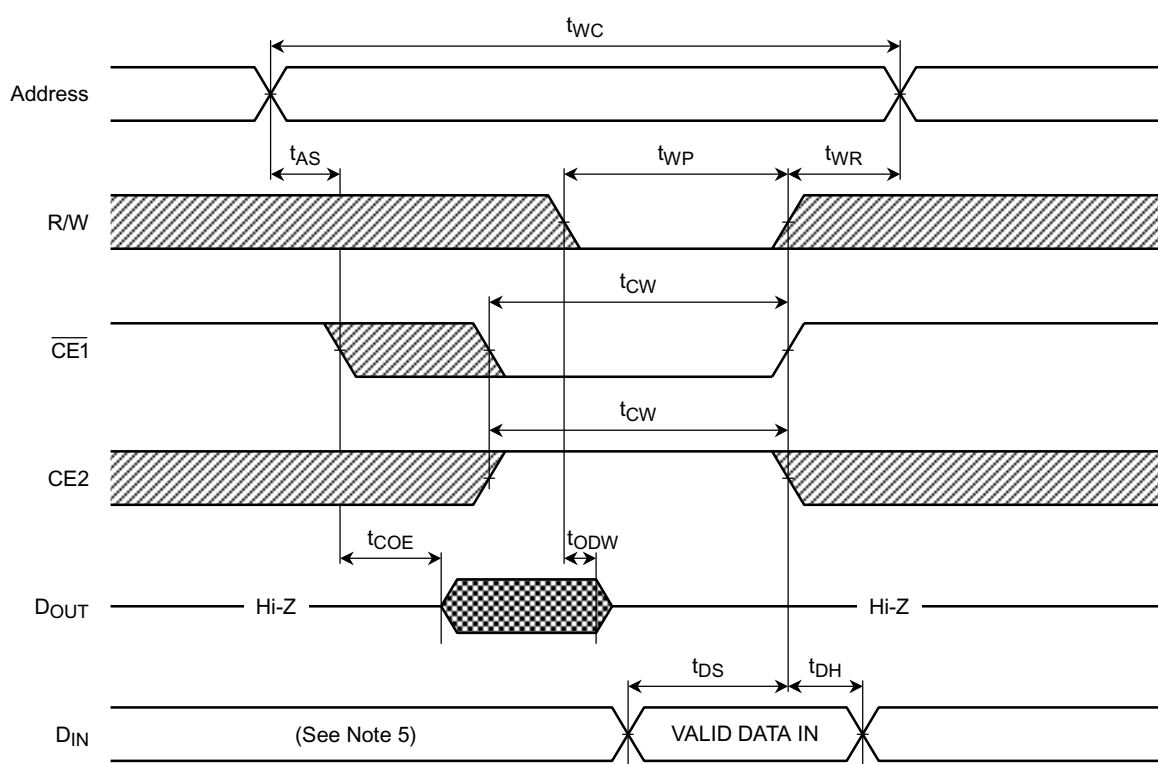 tWC
Address
tAS
tWP
tWR
R/W
tCW
CE1
tCW
CE2
tCOE
tODW
DOUT
Hi-Z
Hi-Z
tDS
tDH
DIN
(See Note 5)
VALID DATA IN